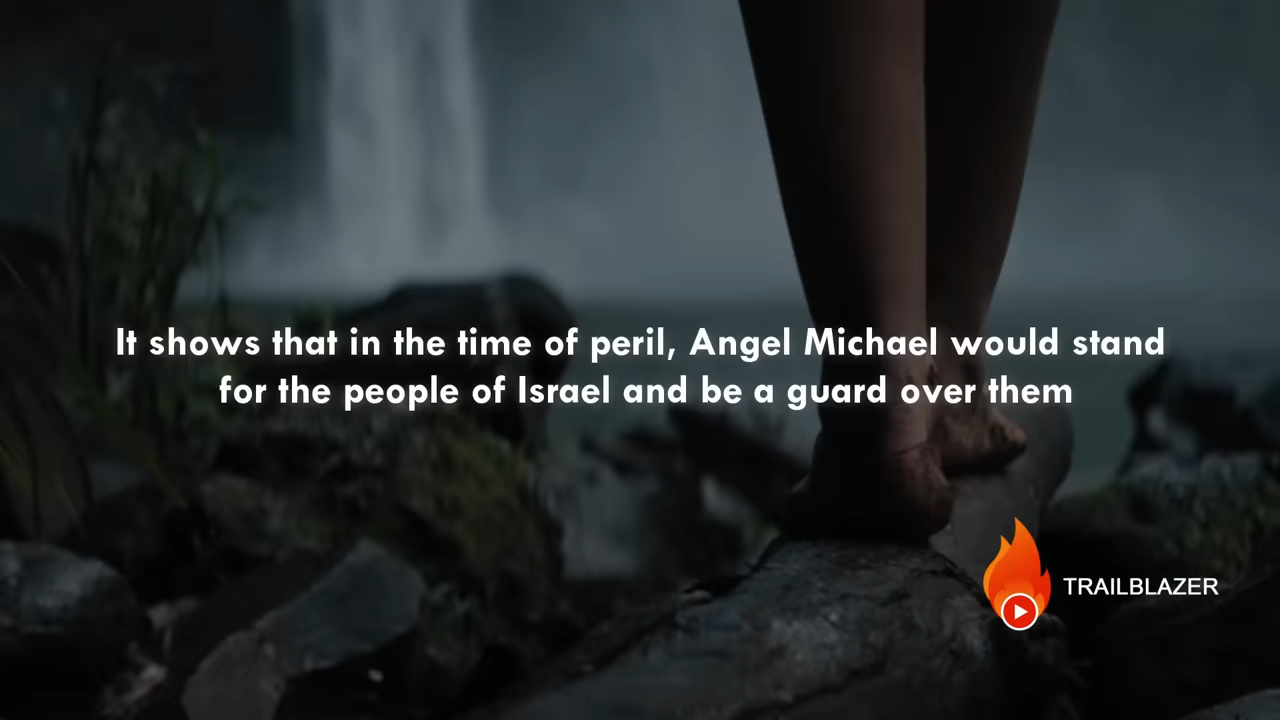 It shows that in the time of peril, Angel Michael would stand
for the people of Israel and be a guard over them
TRAILBLAZER